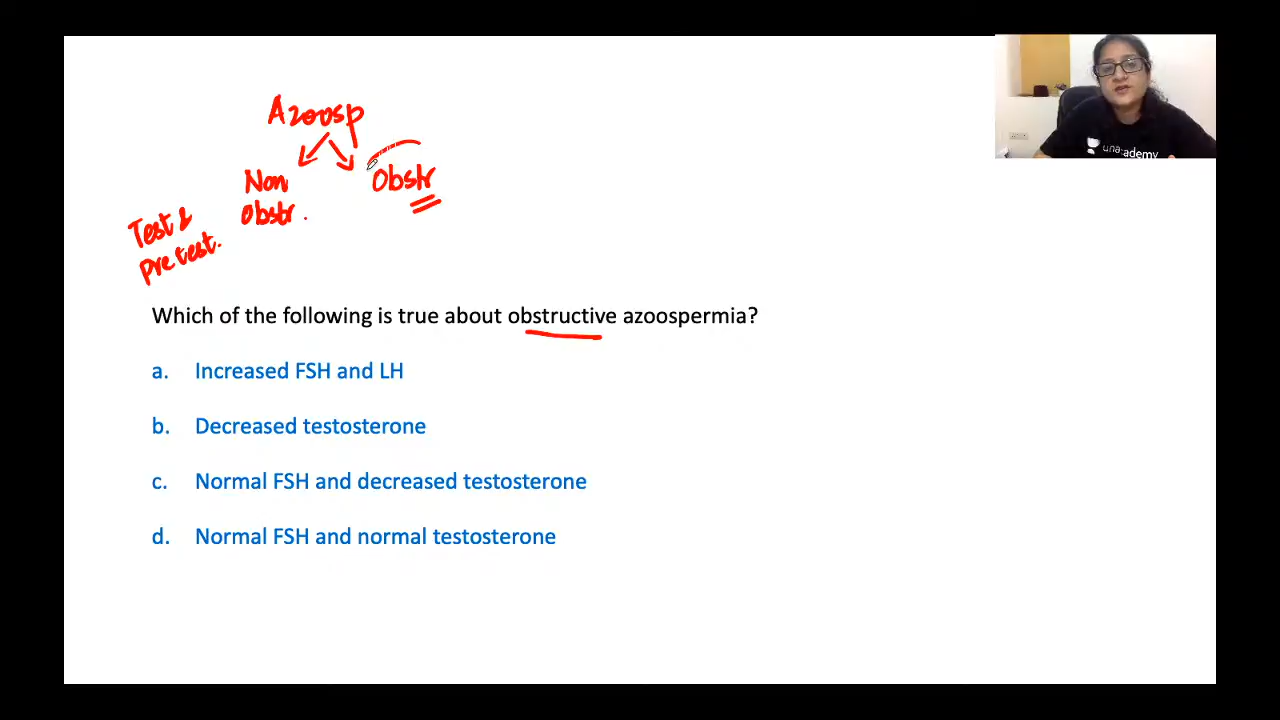 Azoosp
Non
Obstr.
Obstr
Test &
pre test.
Which of the following is true about obstructive azoospermia?
a. Increased FSH and LH
b. Decreased testosterone
c. Normal FSH and decreased testosterone
d. Normal FSH and normal testosterone
unacademy